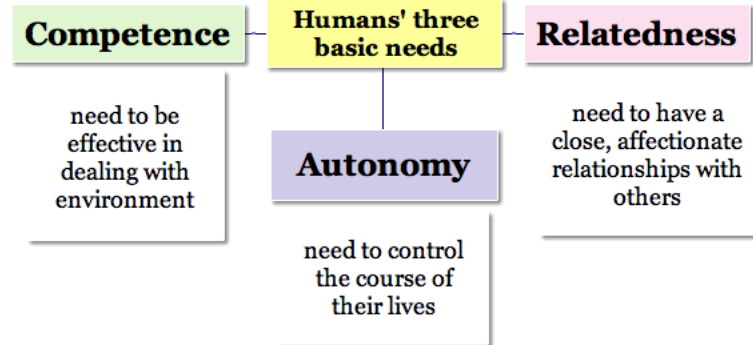 Humans' three
basic needs
Competence
need to be
effective in
dealing with
environment
Autonomy
need to control
the course of
their lives
Relatedness
need to have a
close, affectionate
relationships with
others